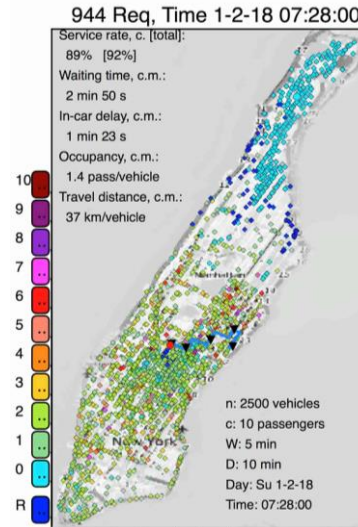 944 Req, Time 1-2-18 07:28:00
Service rate, c. [total]:
89% [92%]
Waiting time, c.m.:
2 min 50 s
In-car delay, c.m.:
1 min 23 s
Occupancy, c.m.:
1.4 pass/vehicle
Travel distance, c.m.:
37 km/vehicle
10
9
8
7
6
5
4
3
2
1
0
R
Manhattan
New York
n: 2500 vehicles
c: 10 passengers
W: 5 min
D: 10 min
Day: Su 1-2-18
Time: 07:28:00